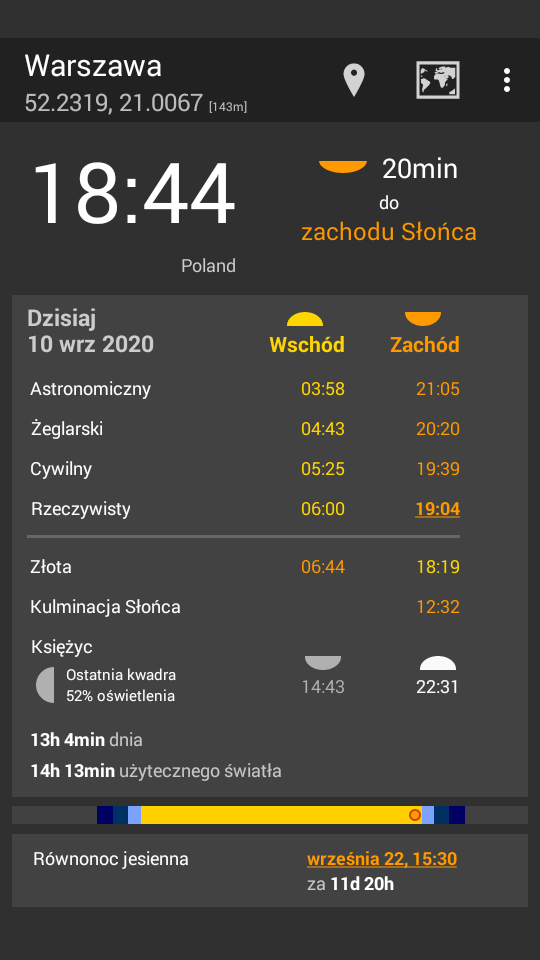 Warszawa
52.2319, 21.0067 [143m]
18:44
Poland
20min
do
zachodu Słońca
Dzisiaj
10 wrz 2020
Wschód Zachód
Astronomiczny 03:58 21:05
Żeglarski 04:43 20:20
Cywilny 05:25 19:39
Rzeczywisty 06:00 19:04
Złota 06:44 18:19
Kulminacja Słońca 12:32
Księżyc
Ostatnia kwadra
52% oświetlenia
14:43 22:31
13h 4min dnia
14h 13min użytecznego światła
Równonoc jesienna września 22, 15:30
za 11d 20h